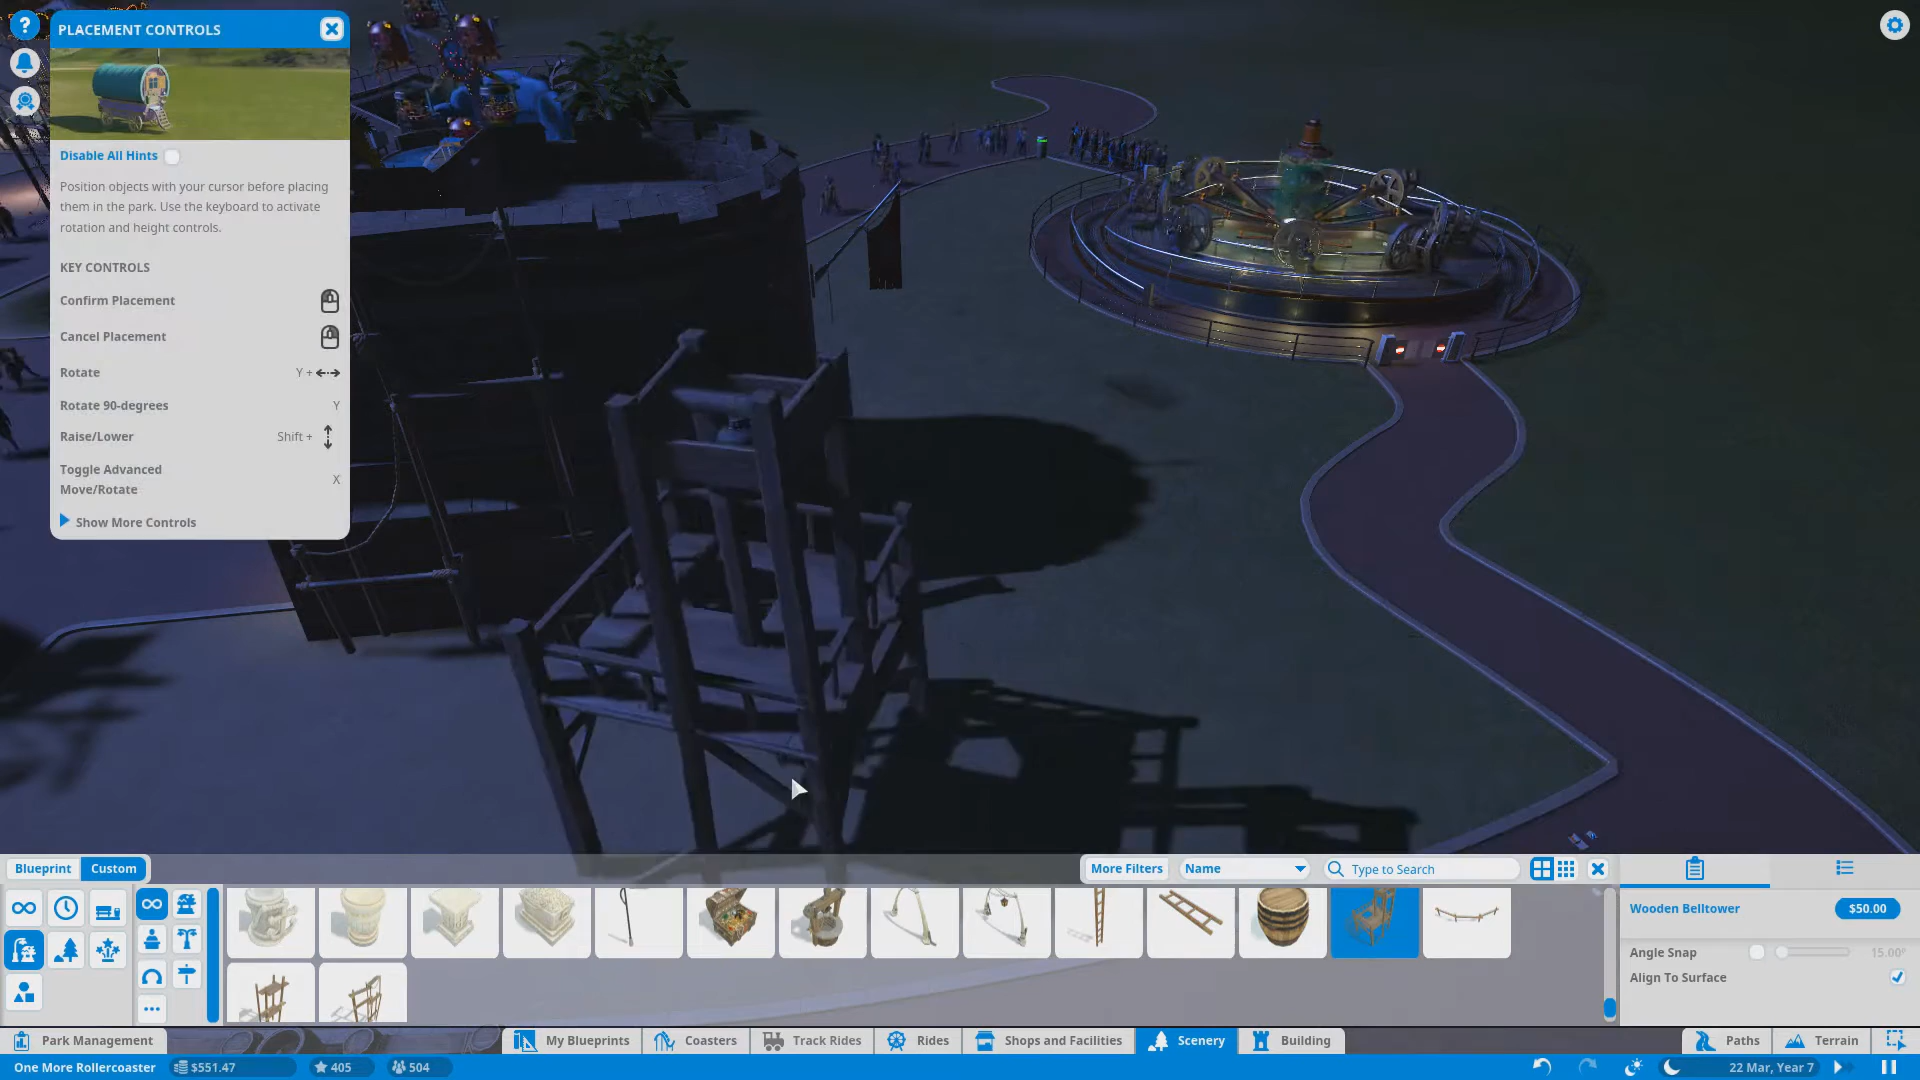 PLACEMENT CONTROLS
Disable All Hints
Position objects with your cursor before placing
them in the park. Use the keyboard to activate
rotation and height controls.
KEY CONTROLS
Confirm Placement
Cancel Placement
Rotate Y +
Rotate 90-degrees Y
Raise/Lower Shift +
Toggle Advanced
Move/Rotate X
Show More Controls
Blueprint Custom
More Filters Name Type to Search
Wooden Belltower $50.00
Angle Snap 15.00°
Align To Surface
Park Management My Blueprints Coasters Track Rides Rides Shops and Facilities Scenery Building Paths Terrain
One More Rollercoaster $551.47 405 504 22 Mar, Year 7